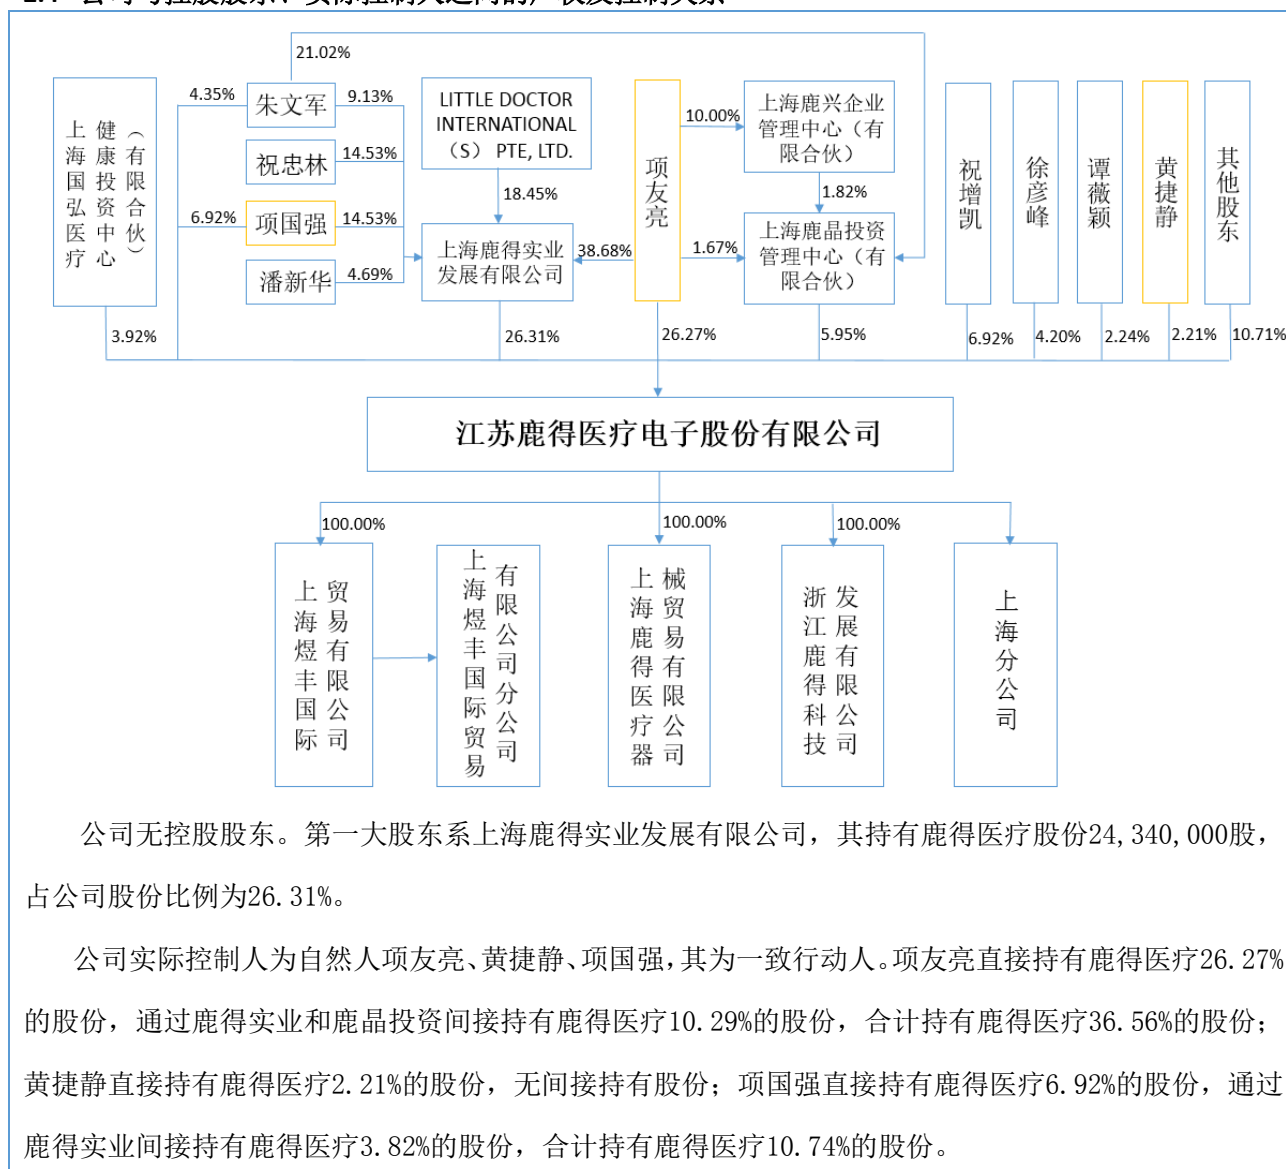 21.02%
4.35%
朱文军
9.13%
LITTLE DOCTOR
INTERNATIONAL
（S） PTE, LTD.
10.00%
上海鹿兴企业
管理中心（有
限合伙）
上海国弘医疗
健康投资中心
（有限合伙）
祝忠林
14.53%
项友亮
祝增凯
徐彦峰
谭薇颖
黄捷静
其他股东
18.45%
1.82%
6.92%
项国强
14.53%
上海鹿得实业
发展有限公司
38.68%
1.67%
上海鹿晶投资
管理中心（有
限合伙）
潘新华
4.69%
3.92%
26.31%
26.27%
5.95%
6.92%
4.20%
2.24%
2.21%
10.71%
江苏鹿得医疗电子股份有限公司
100.00%
100.00%
100.00%
上海煜丰国际
贸易有限公司
上海煜丰国际贸易
有限公司分公司
上海鹿得医疗器
械贸易有限公司
浙江鹿得科技
发展有限公司
上海分公司
公司无控股股东。第一大股东系上海鹿得实业发展有限公司，其持有鹿得医疗股份24,340,000股，
占公司股份比例为26.31%。
公司实际控制人为自然人项友亮、黄捷静、项国强，其为一致行动人。项友亮直接持有鹿得医疗26.27%
的股份，通过鹿得实业和鹿晶投资间接持有鹿得医疗10.29%的股份，合计持有鹿得医疗36.56%的股份；
黄捷静直接持有鹿得医疗2.21%的股份，无间接持有股份；项国强直接持有鹿得医疗6.92%的股份，通过
鹿得实业间接持有鹿得医疗3.82%的股份，合计持有鹿得医疗10.74%的股份。